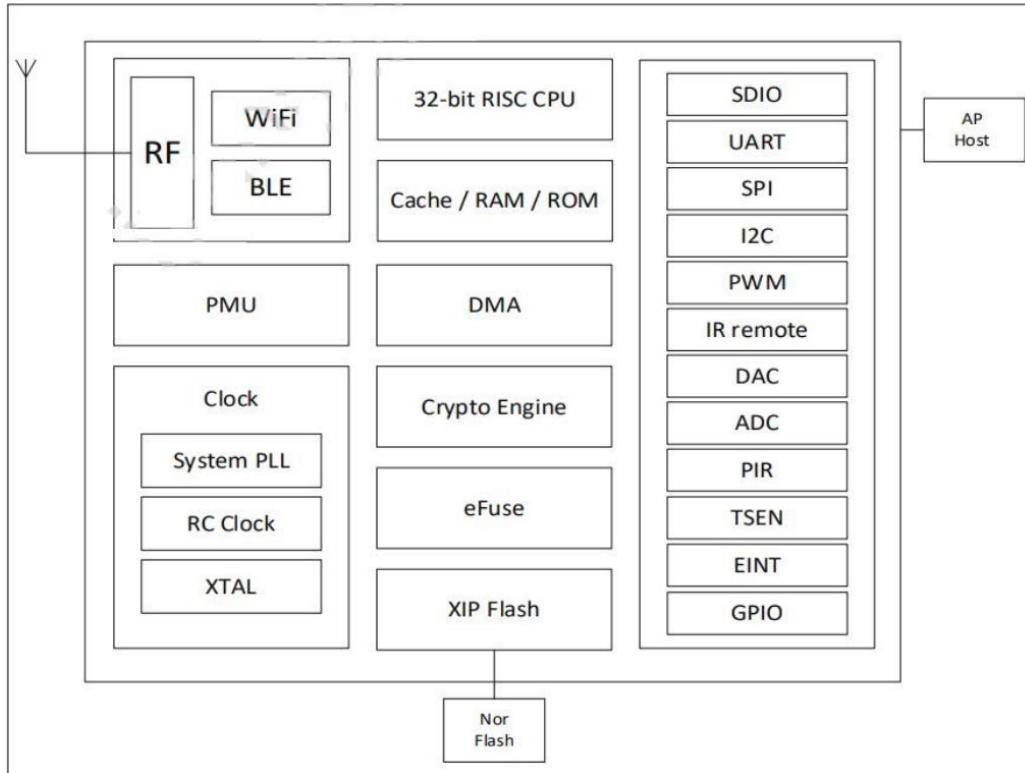 RF
WiFi
BLE
PMU
Clock
System PLL
RC Clock
XTAL
32-bit RISC CPU
Cache / RAM / ROM
DMA
Crypto Engine
eFuse
XIP Flash
SDIO
UART
SPI
I2C
PWM
IR remote
DAC
ADC
PIR
TSEN
EINT
GPIO
AP
Host
Nor
Flash